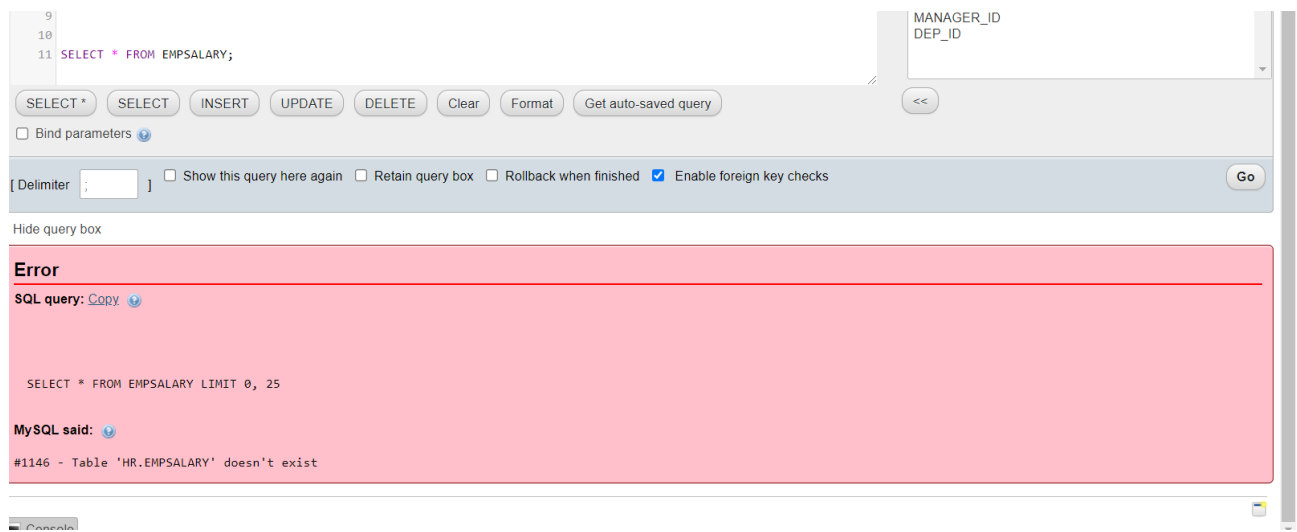 9
MANAGER_ID
10
DEP_ID
11 SELECT * FROM EMPSALARY;
SELECT * SELECT INSERT UPDATE DELETE Clear Format Get auto-saved query <<
Bind parameters
[ Delimiter ; ] Show this query here again Retain query box Rollback when finished Enable foreign key checks Go
Hide query box
Error
SQL query: Copy
SELECT * FROM EMPSALARY LIMIT 0, 25
MySQL said:
#1146 - Table 'HR.EMPSALARY' doesn't exist
Console